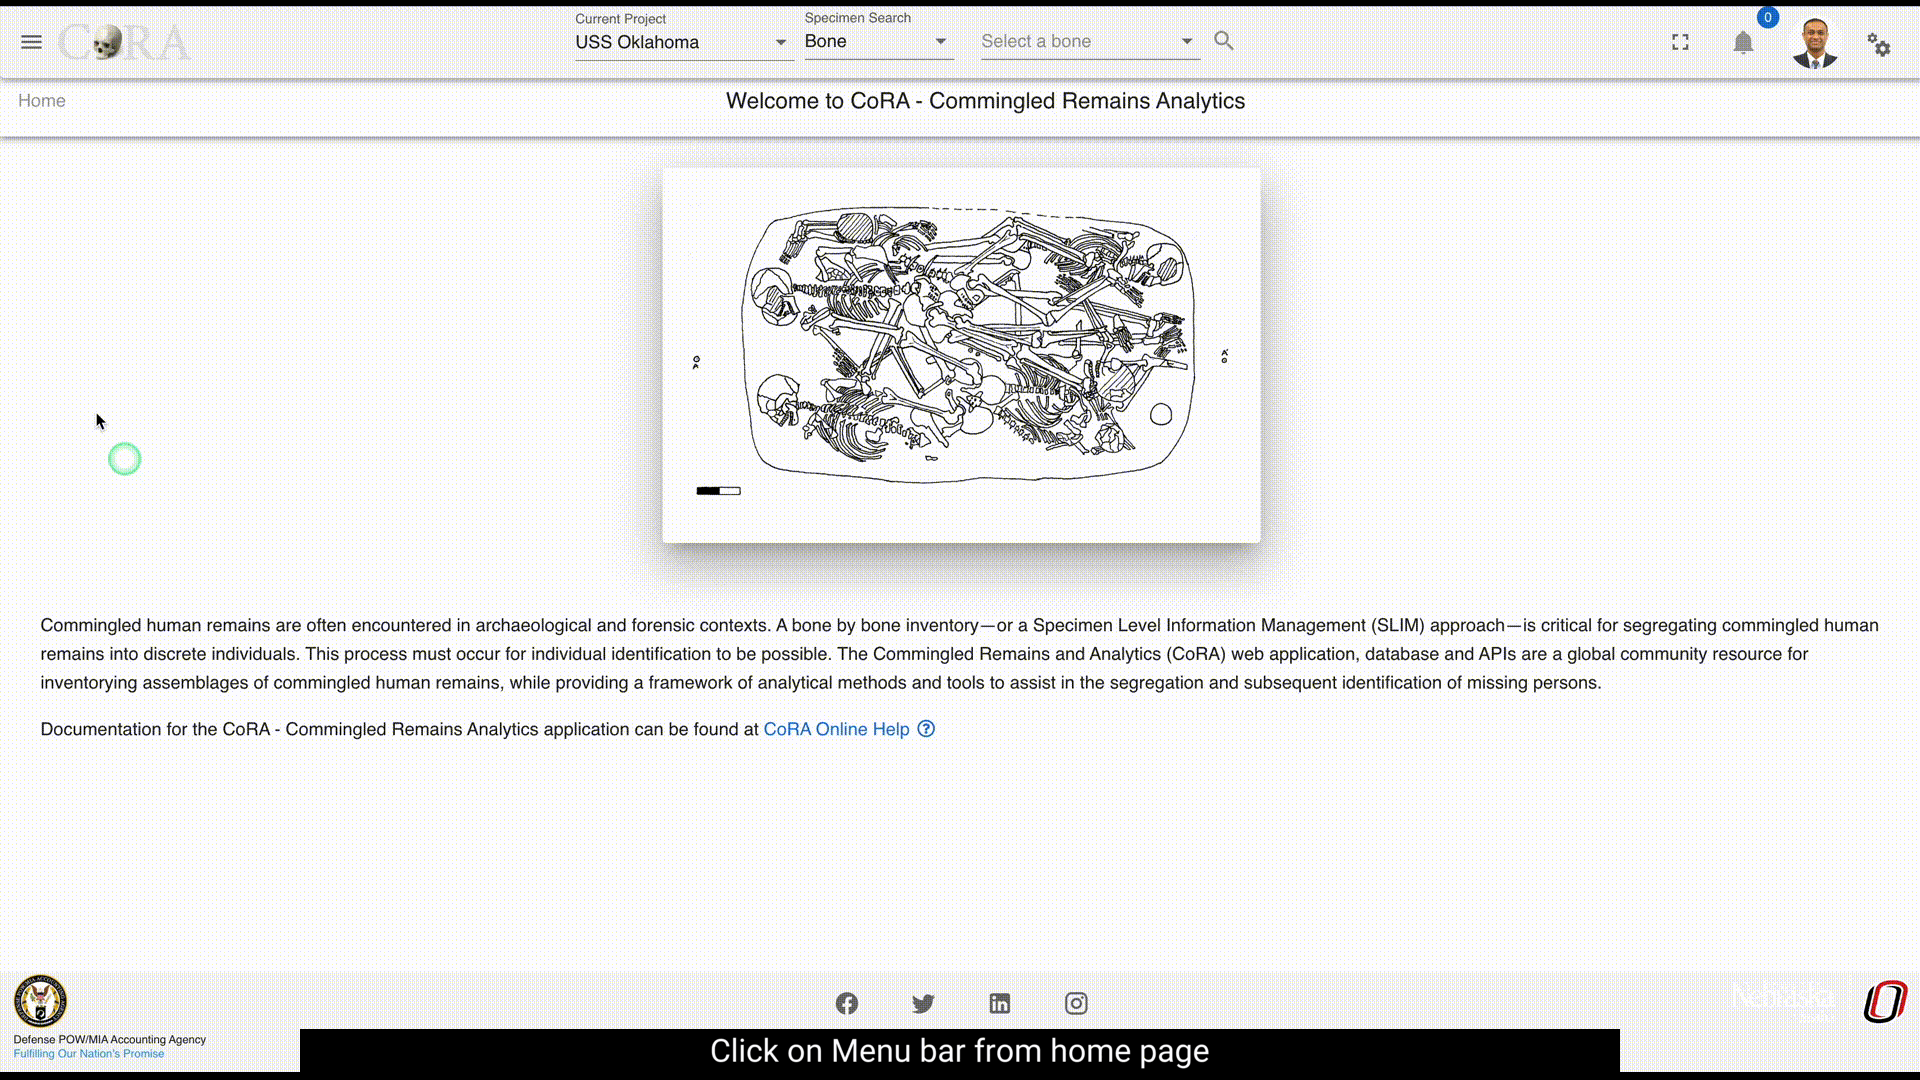 CoRA
Current Project
USS Oklahoma
Specimen Search
Bone
Select a bone
0
Home
Welcome to CoRA - Commingled Remains Analytics
Commingled human remains are often encountered in archaeological and forensic contexts. A bone by bone inventory—or a Specimen Level Information Management (SLIM) approach—is critical for segregating commingled human
remains into discrete individuals. This process must occur for individual identification to be possible. The Commingled Remains and Analytics (CoRA) web application, database and APIs are a global community resource for
inventorying assemblages of commingled human remains, while providing a framework of analytical methods and tools to assist in the segregation and subsequent identification of missing persons.
Documentation for the CoRA - Commingled Remains Analytics application can be found at CoRA Online Help
Defense POW/MIA Accounting Agency
Fulfilling Our Nation's Promise
Nebraska
Click on Menu bar from home page